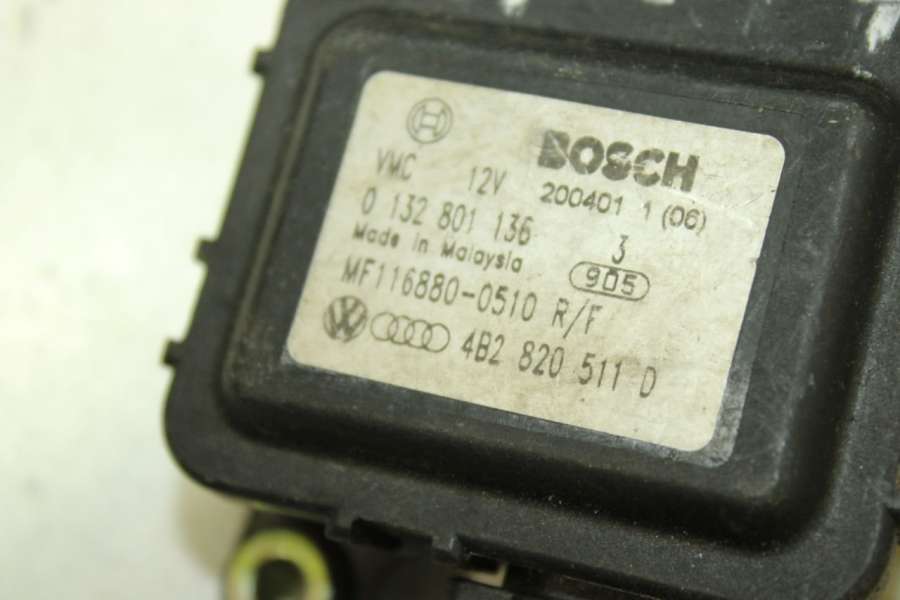 BOSCH
VMC 12V 200401 1 (06)
0 132 801 136 3
Made in Malaysia 905
MF116880-0510 R/F
4B2 820 511 D